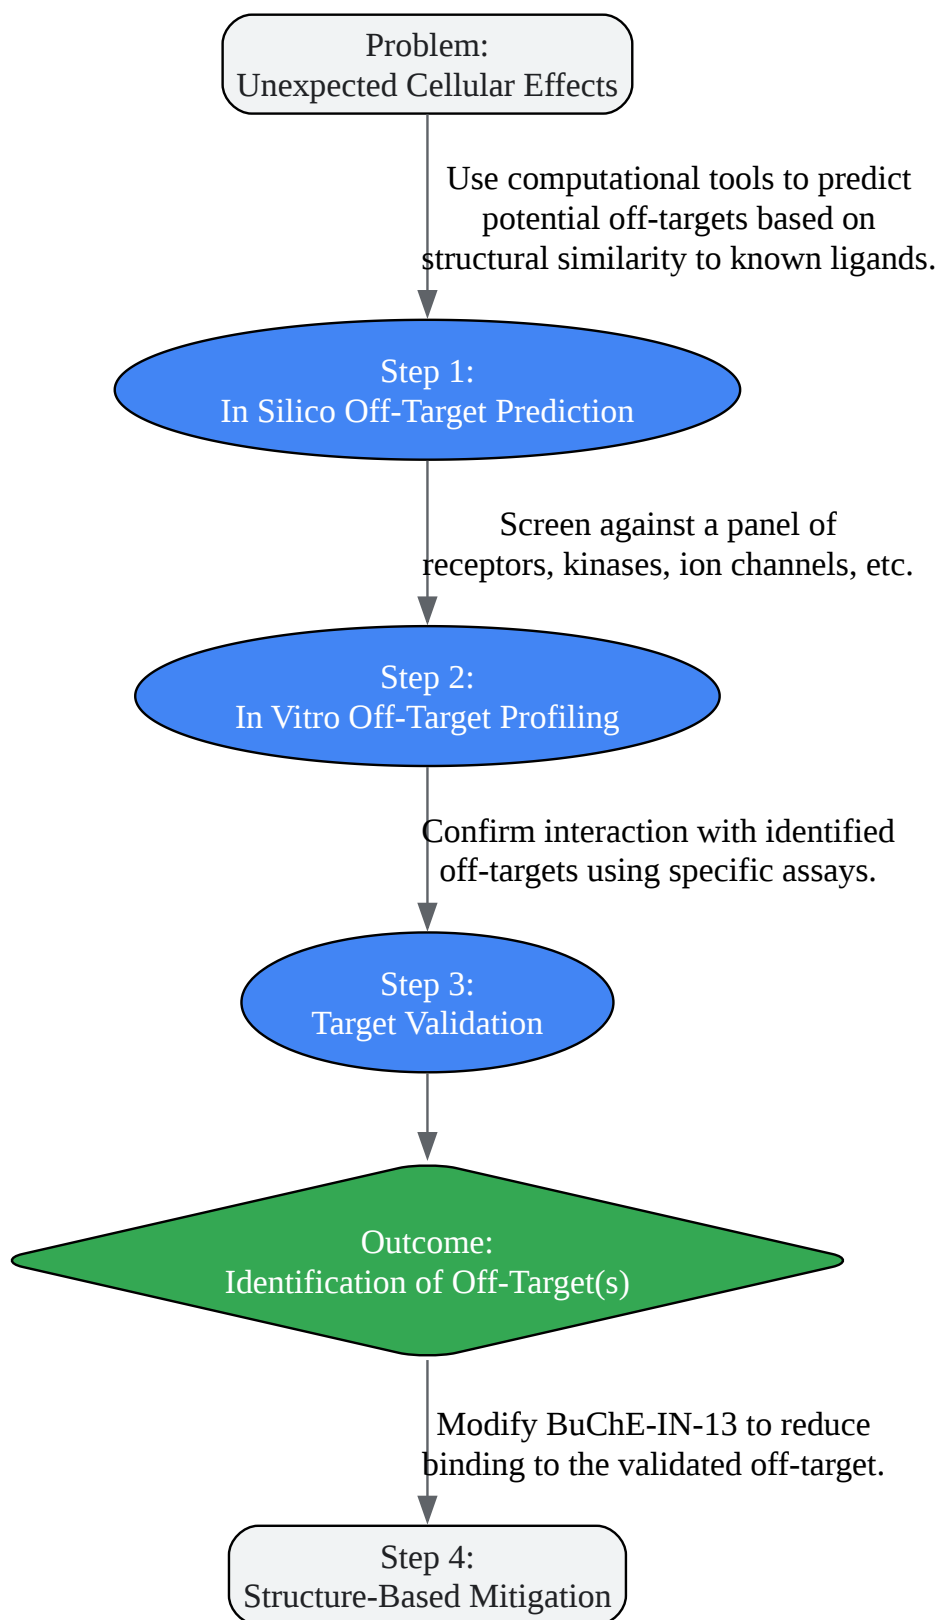 Problem:
Unexpected Cellular Effects
Use computational tools to predict
potential off-targets based on
structural similarity to known ligands.
Step 1:
In Silico Off-Target Prediction
Screen against a panel of
receptors, kinases, ion channels, etc.
Step 2:
In Vitro Off-Target Profiling
Confirm interaction with identified
off-targets using specific assays.
Step 3:
Target Validation
Outcome:
Identification of Off-Target(s)
Modify BuChE-IN-13 to reduce
binding to the validated off-target.
Step 4:
Structure-Based Mitigation